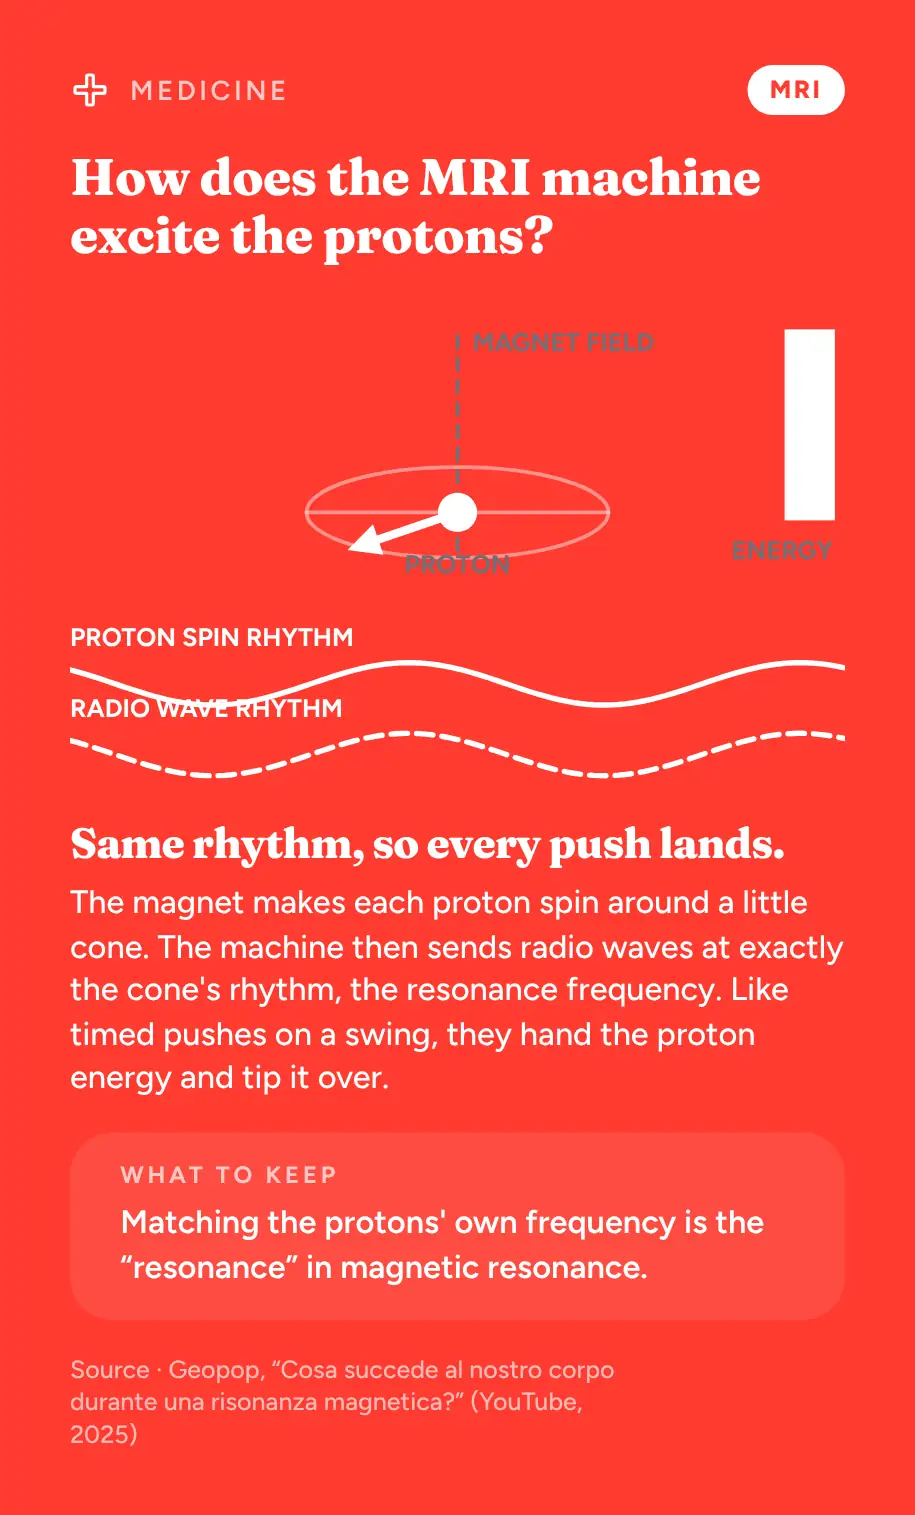 MEDICINE
MRI
How does the MRI machine
excite the protons?
MAGNET FIELD
PROTON
ENERGY
PROTON SPIN RHYTHM
RADIO WAVE RHYTHM
Same rhythm, so every push lands.
The magnet makes each proton spin around a little
cone. The machine then sends radio waves at exactly
the cone's rhythm, the resonance frequency. Like
timed pushes on a swing, they hand the proton
energy and tip it over.
WHAT TO KEEP
Matching the protons' own frequency is the
“resonance” in magnetic resonance.
Source · Geopop, “Cosa succede al nostro corpo
durante una risonanza magnetica?” (YouTube,
2025)